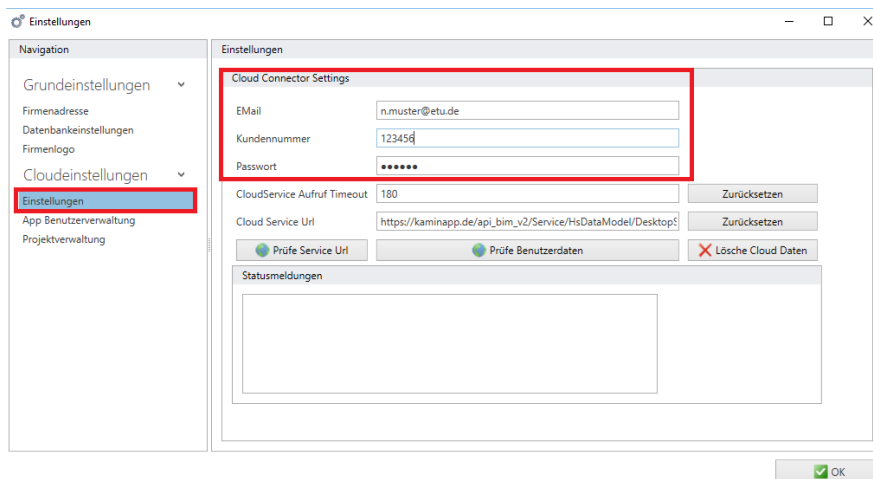 Einstellungen
Navigation
Grundeinstellungen
Firmenadresse
Datenbankeinstellungen
Firmenlogo
Cloudeinstellungen
Einstellungen
App Benutzerverwaltung
Projektverwaltung
Einstellungen
Cloud Connector Settings
EMail n.muster@etu.de
Kundennummer 123456
Passwort ●●●●●●
CloudService Aufruf Timeout 180 Zurücksetzen
Cloud Service Url https://kaminapp.de/api_bim_v2/Service/HsDataModel/DesktopS Zurücksetzen
Prüfe Service Url Prüfe Benutzerdaten Lösche Cloud Daten
Statusmeldungen
OK